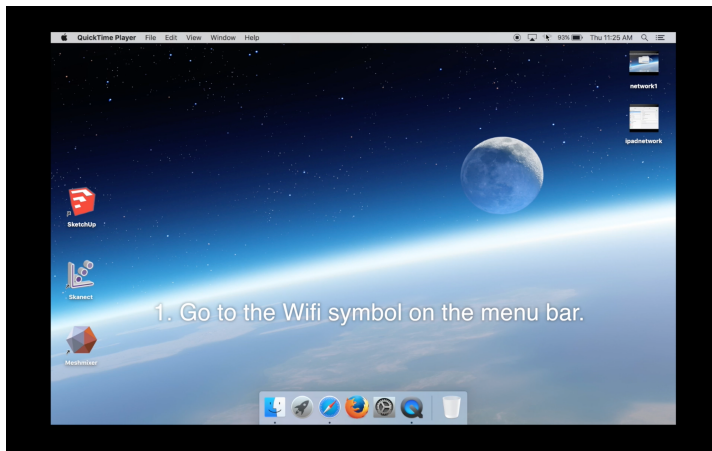 QuickTime Player File Edit View Window Help 93% Thu 11:25 AM
network1
ipadnetwork
SketchUp
Skanect
1. Go to the Wifi symbol on the menu bar.
Meshmixer